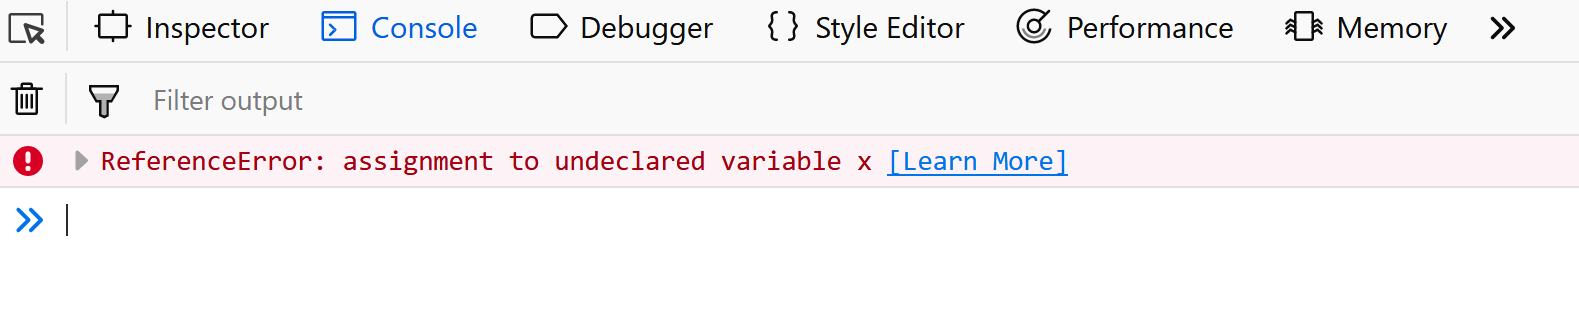 Inspector Console Debugger { } Style Editor Performance Memory
Filter output
ReferenceError: assignment to undeclared variable x [Learn More]